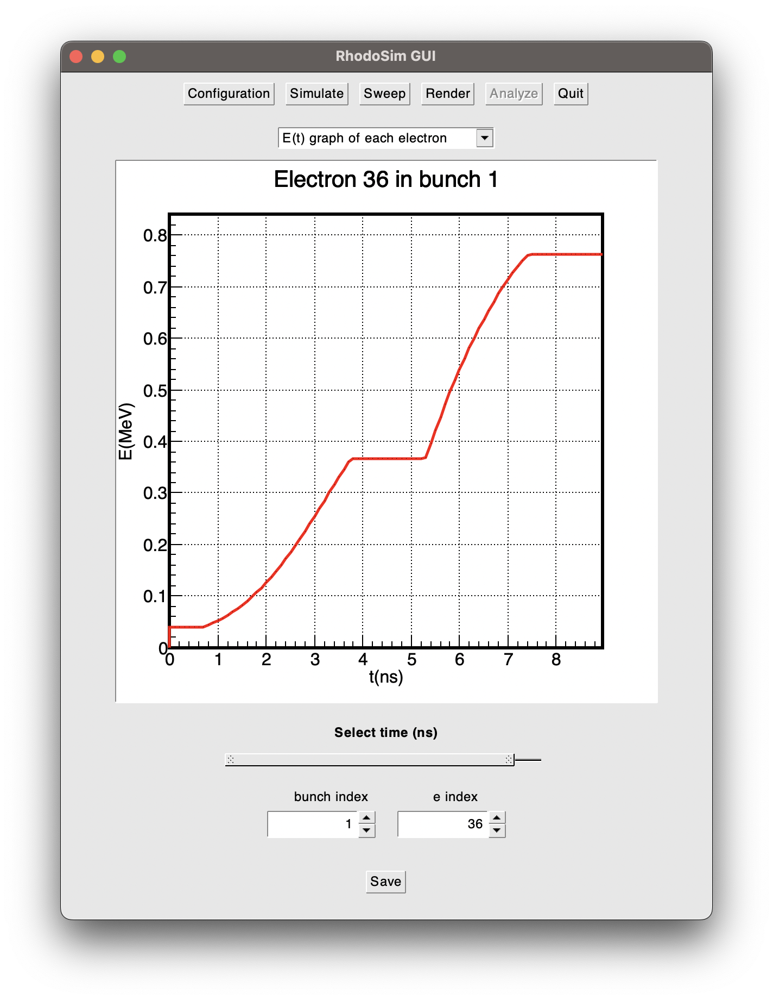 RhodoSim GUI
Configuration Simulate Sweep Render Analyze Quit
E(t) graph of each electron
Electron 36 in bunch 1
E(MeV)
0.8
0.7
0.6
0.5
0.4
0.3
0.2
0.1
0
0 1 2 3 4 5 6 7 8
t(ns)
Select time (ns)
bunch index e index
1 36
Save